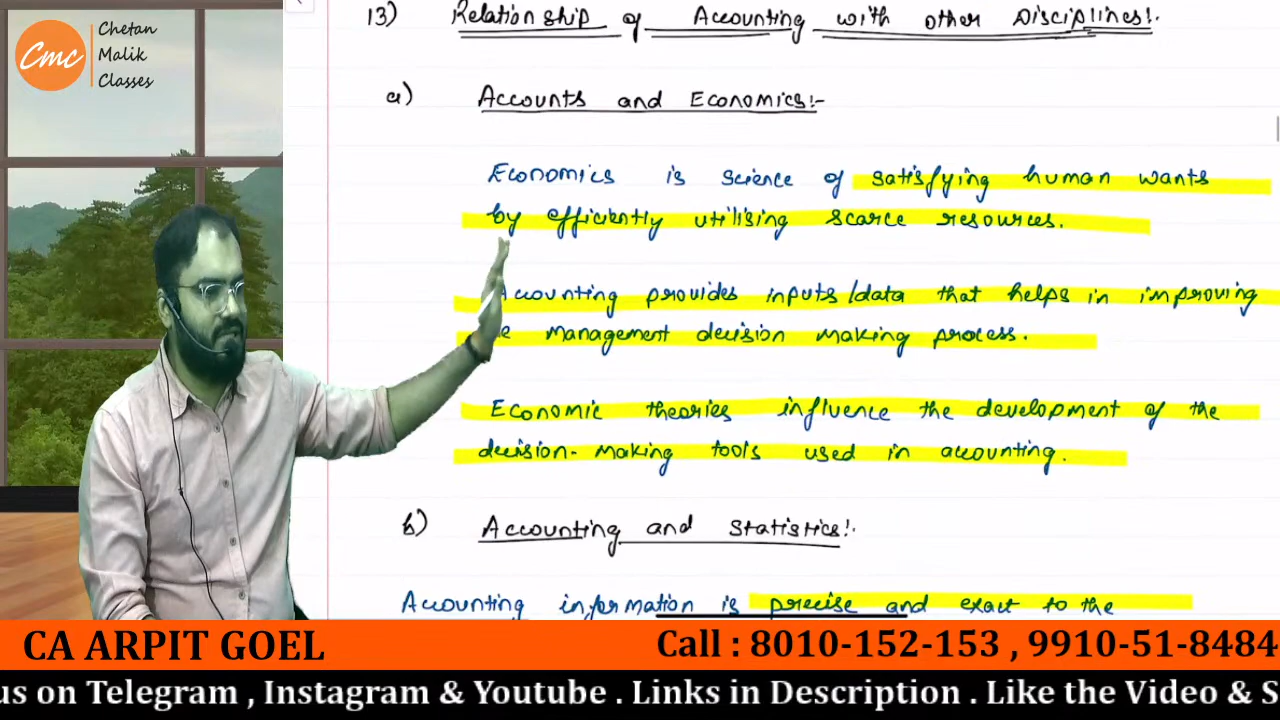 Cmc
Chetan
Malik
Classes
13) Relationship of Accounting with other Disciplines:-
a) Accounts and Economics:-
Economics is science of satisfying human wants
by efficiently utilising scarce resources.
Accounting provides inputs/data that helps in improving
management decision making process.
Economic theories influence the development of the
decision-making tools used in accounting.
b) Accounting and Statistics:-
Accounting information is precise and exact to the
CA ARPIT GOEL
Call : 8010-152-153 , 9910-51-8484
us on Telegram , Instagram & Youtube . Links in Description . Like the Video & S